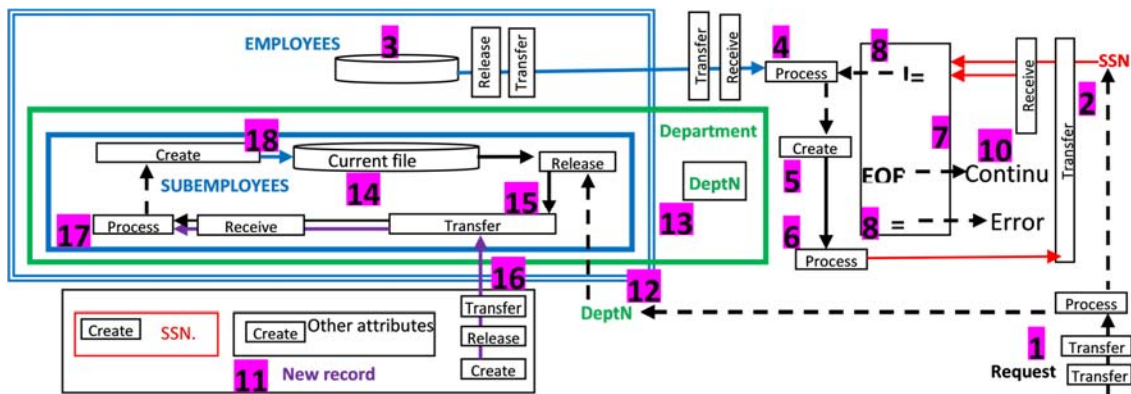 EMPLOYEES
3
Release
Transfer
Transfer
Receive
4
Process
8
!=
Receive
SSN
2
Transfer
7
10
18
Create
Current file
14
SUBEMPLOYEES
Release
15
Department
DeptN
13
Create
5
EOF
Continu
17
Process
Receive
Transfer
6
Process
8
=
Error
16
12
DeptN
Process
1
Transfer
Request
Transfer
Create
SSN.
Create
Other attributes
Transfer
Release
Create
11
New record